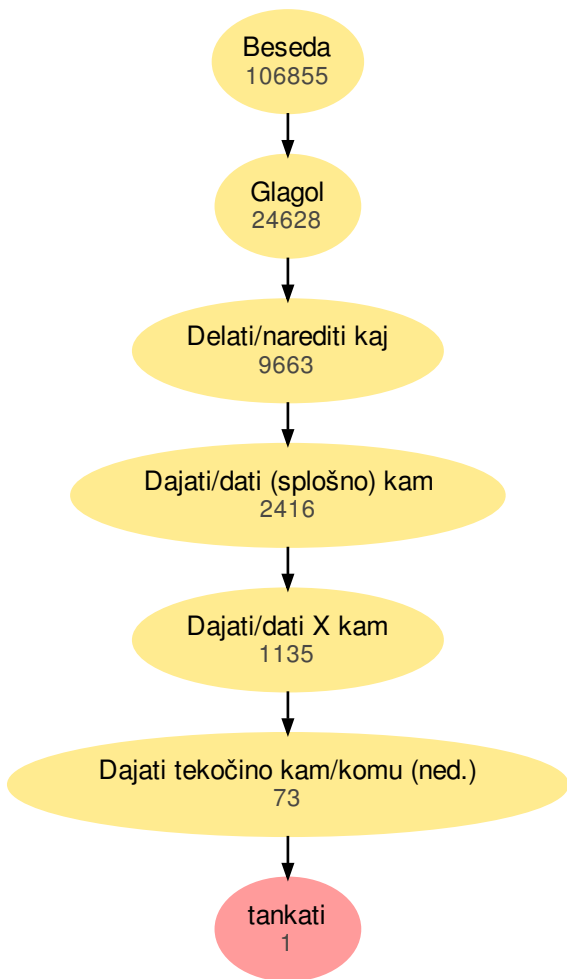 Beseda
106855
Glagol
24628
Delati/narediti kaj
9663
Dajati/dati (splošno) kam
2416
Dajati/dati X kam
1135
Dajati tekočino kam/komu (ned.)
73
tankati
1